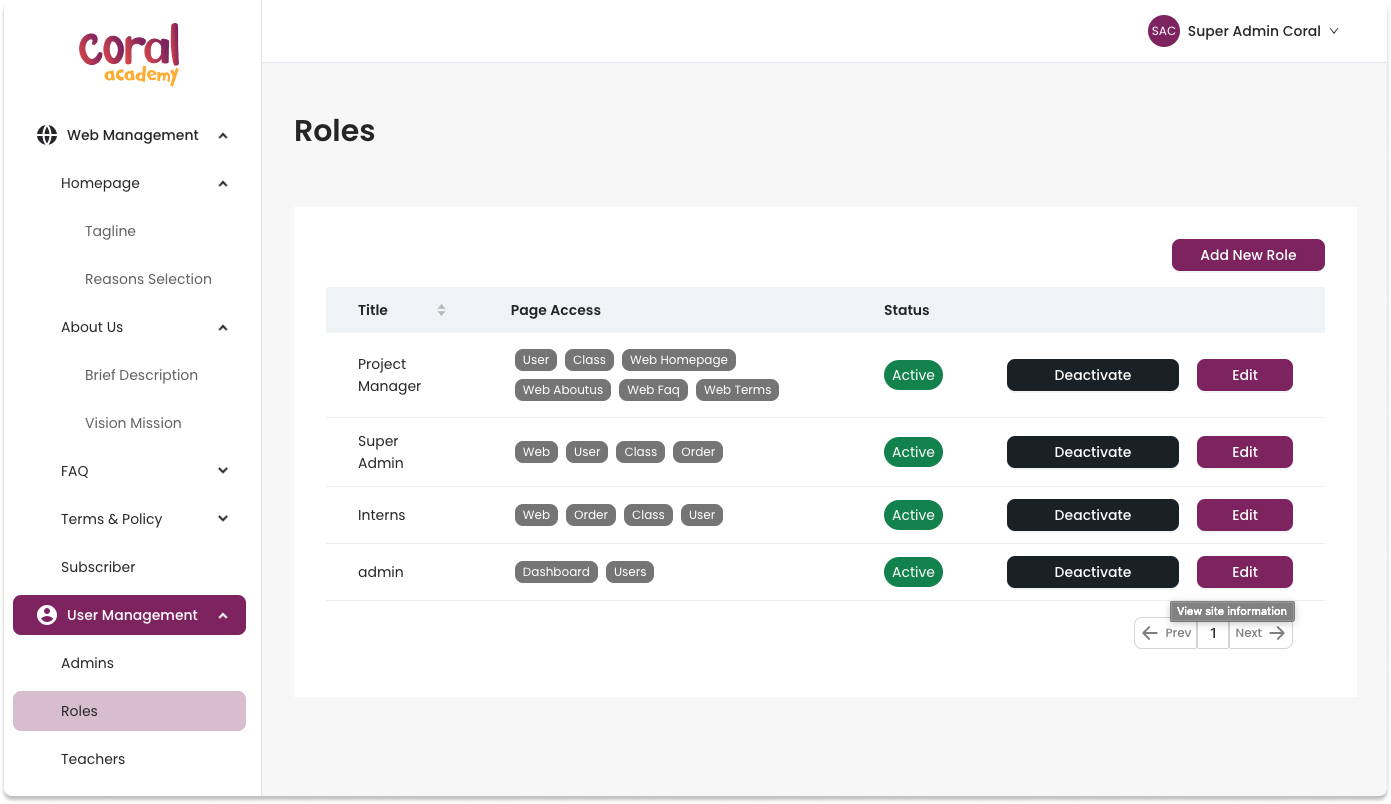 coral
academy
SAC Super Admin Coral
Web Management
Homepage
Tagline
Reasons Selection
About Us
Brief Description
Vision Mission
FAQ
Terms & Policy
Subscriber
User Management
Admins
Roles
Teachers
Roles
Add New Role
Title Page Access Status
Project Manager User Class Web Homepage Web Aboutus Web Faq Web Terms Active Deactivate Edit
Super Admin Web User Class Order Active Deactivate Edit
Interns Web Order Class User Active Deactivate Edit
admin Dashboard Users Active Deactivate Edit
View site information
Prev 1 Next